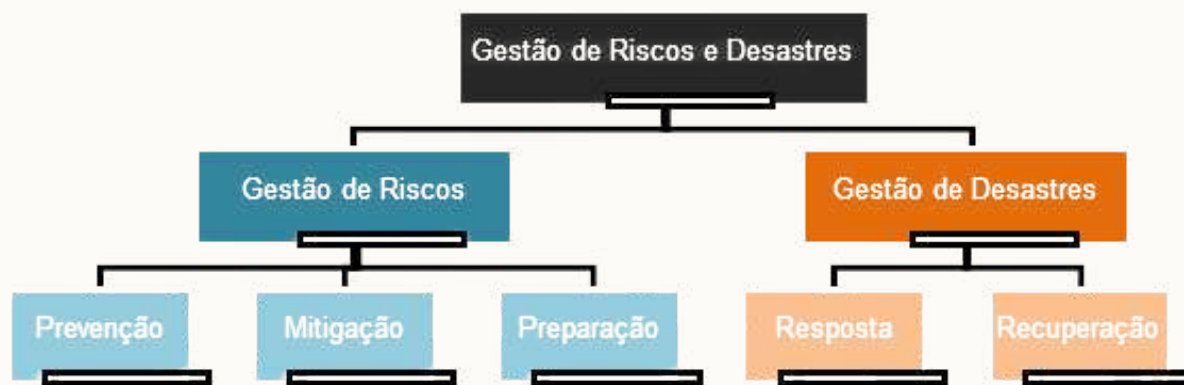 Gestão de Riscos e Desastres
Gestão de Riscos
Gestão de Desastres
Prevenção
Mitigação
Preparação
Resposta
Recuperação